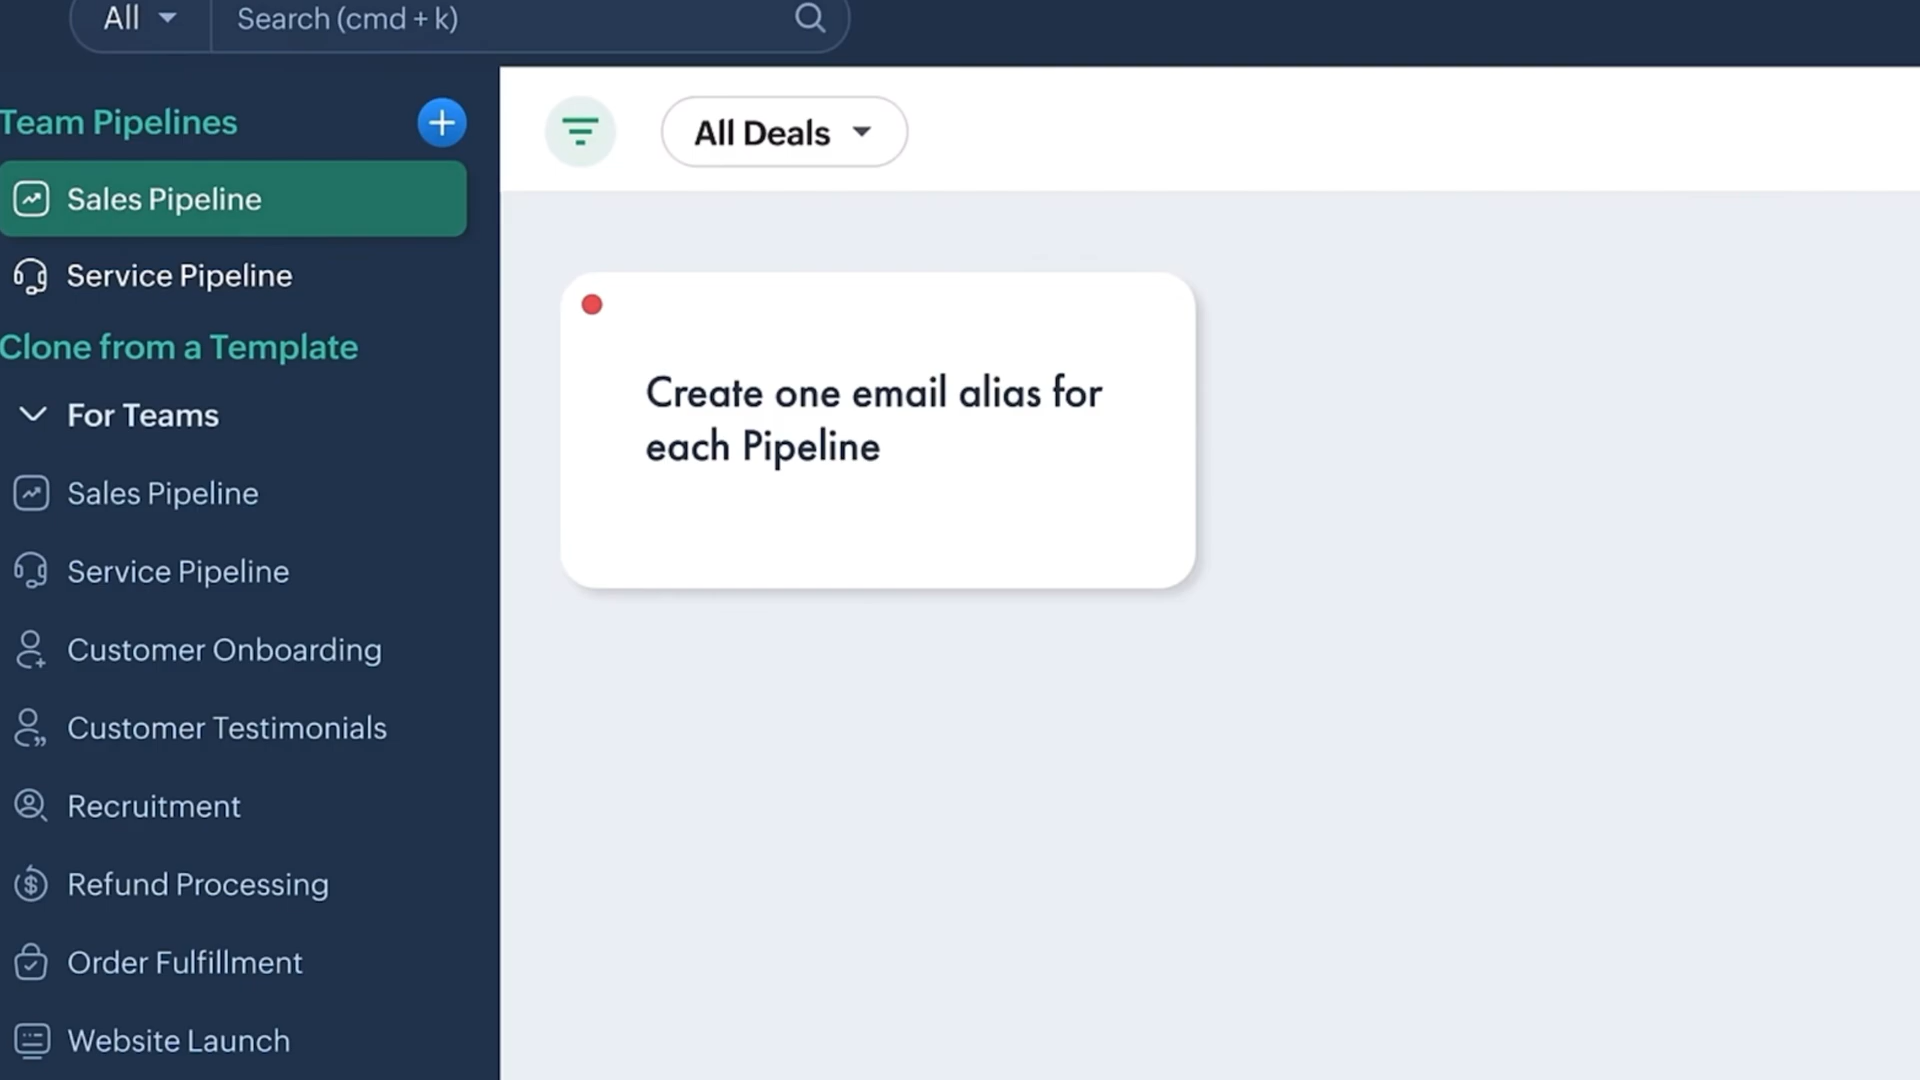 All
Search (cmd + k)
Team Pipelines
Sales Pipeline
Service Pipeline
Clone from a Template
For Teams
Sales Pipeline
Service Pipeline
Customer Onboarding
Customer Testimonials
Recruitment
Refund Processing
Order Fulfillment
Website Launch
All Deals
Create one email alias for
each Pipeline